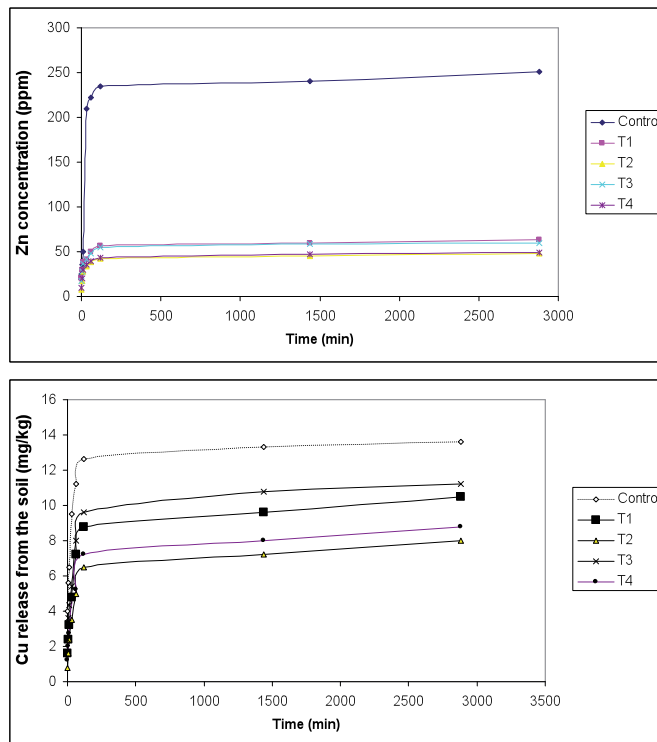 Zn concentration (ppm)
300
250
200
150
100
50
0
0 500 1000 1500 2000 2500 3000
Time (min)
Contro
T1
T2
T3
T4
Cu release from the soil (mg/kg)
16
14
12
10
8
6
4
2
0
0 500 1000 1500 2000 2500 3000 3500
Time (min)
Contro
T1
T2
T3
T4